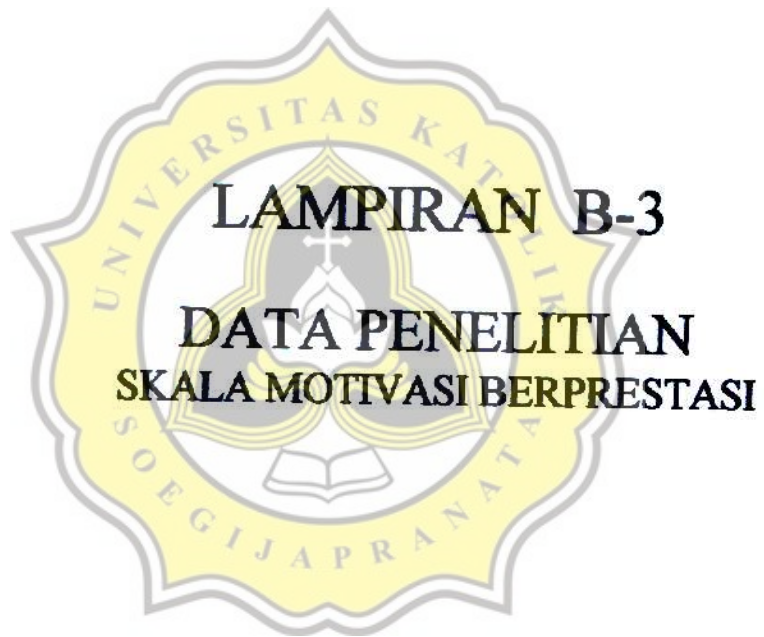 LAMPIRAN B-3
DATA PENELITIAN
SKALA MOTIVASI BERPRESTASI
UNIVERSITAS KATOLIK
SOEGIJAPRANATA